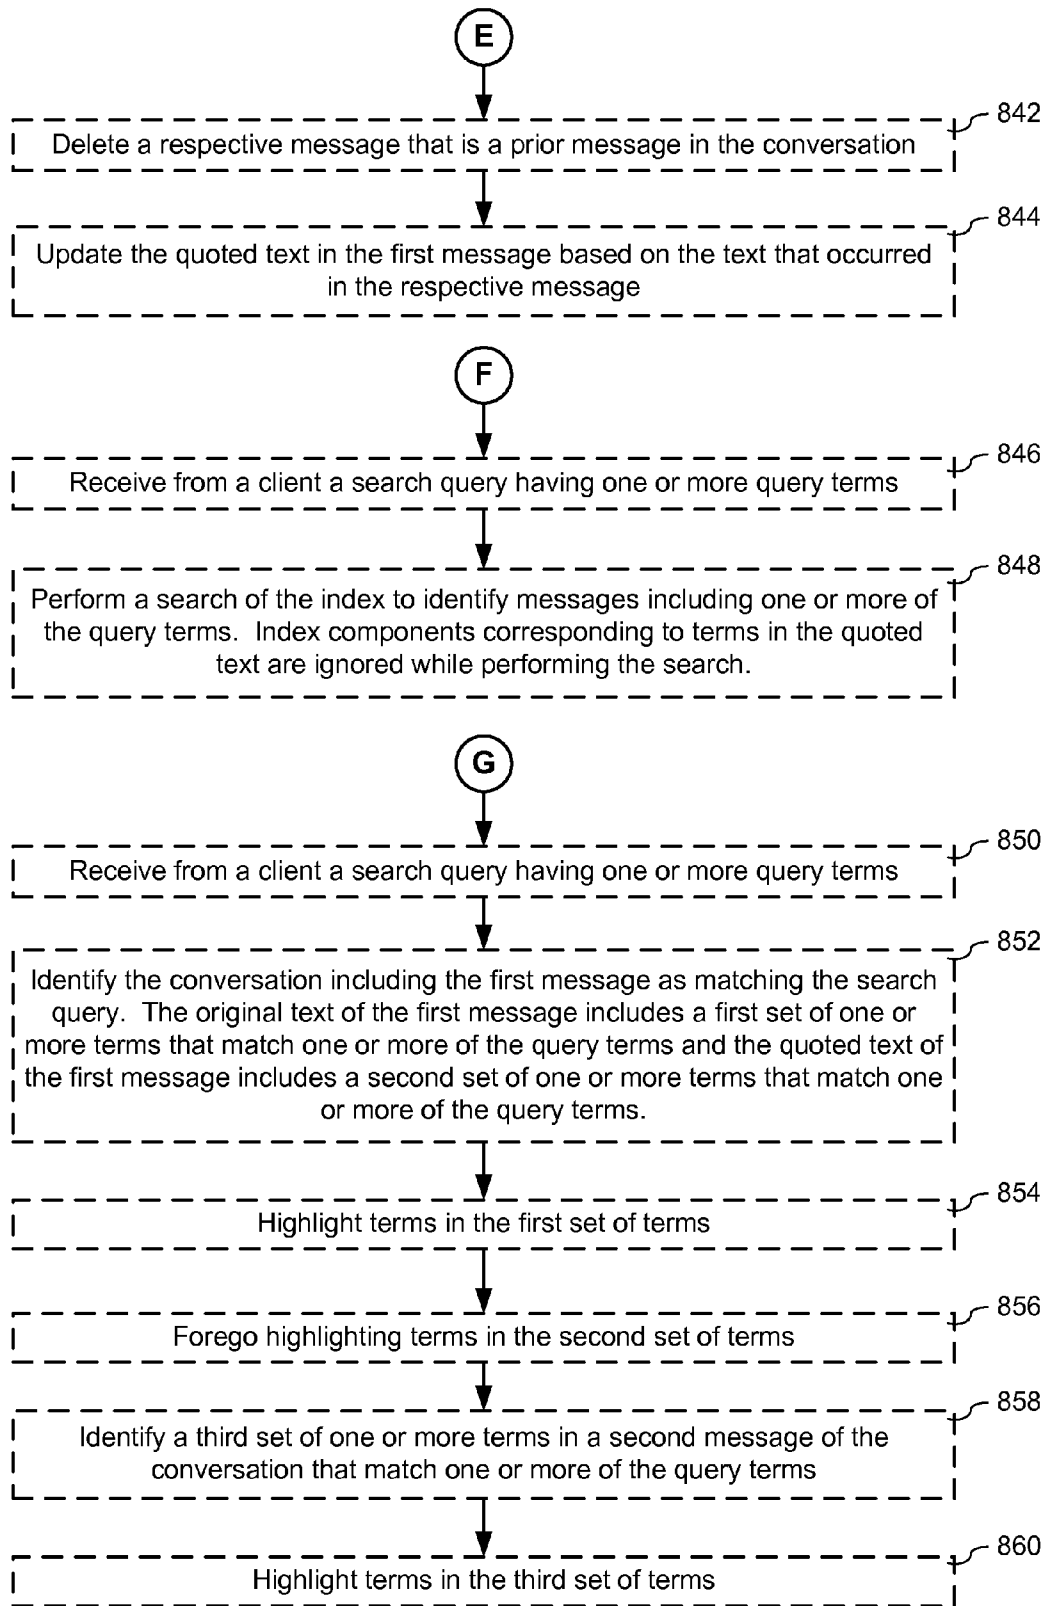 E
842
Delete a respective message that is a prior message in the conversation
844
Update the quoted text in the first message based on the text that occurred
in the respective message
F
846
Receive from a client a search query having one or more query terms
848
Perform a search of the index to identify messages including one or more of
the query terms.  Index components corresponding to terms in the quoted
text are ignored while performing the search.
G
850
Receive from a client a search query having one or more query terms
852
Identify the conversation including the first message as matching the search
query.  The original text of the first message includes a first set of one or
more terms that match one or more of the query terms and the quoted text of
the first message includes a second set of one or more terms that match one
or more of the query terms.
854
Highlight terms in the first set of terms
856
Forego highlighting terms in the second set of terms
858
Identify a third set of one or more terms in a second message of the
conversation that match one or more of the query terms
860
Highlight terms in the third set of terms